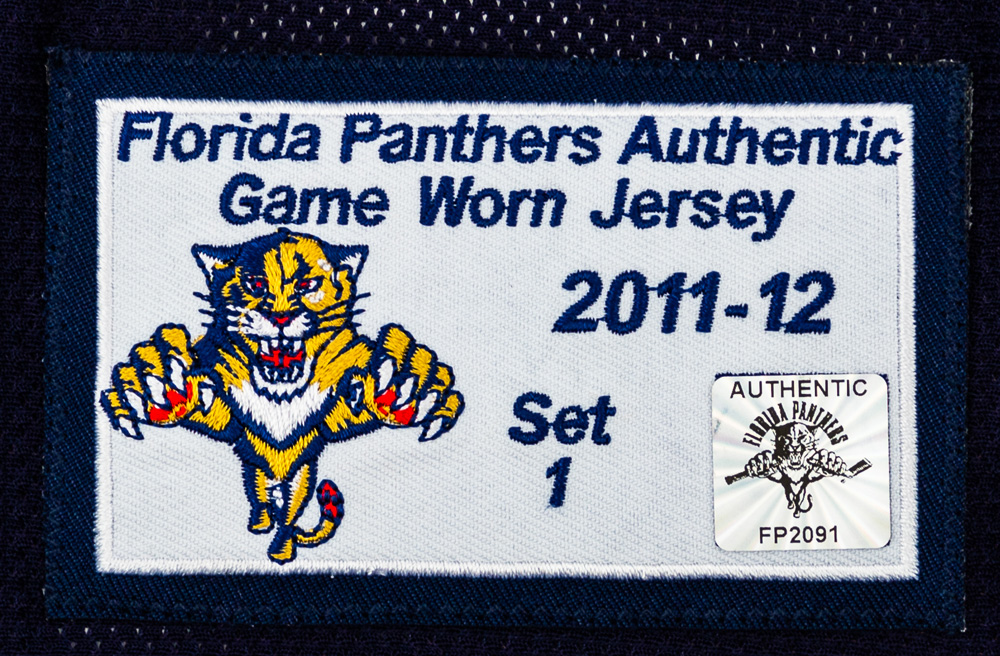 Florida Panthers Authentic
Game Worn Jersey
2011-12
Set
1
AUTHENTIC
FLORIDA PANTHERS
FP2091